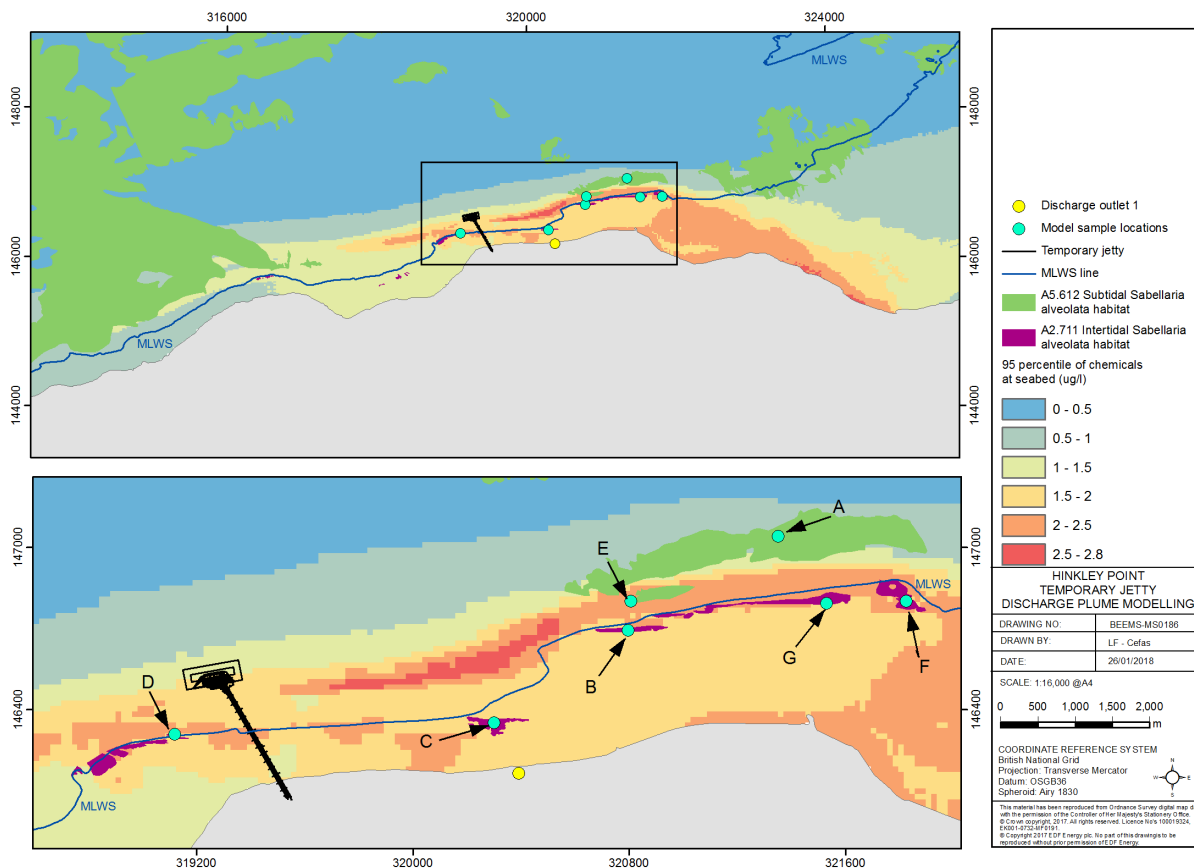 316000
320000
324000
148000
146000
144000
148000
146000
144000
MLWS
MLWS
Discharge outlet 1
Model sample locations
Temporary jetty
MLWS line
A5.612 Subtidal Sabellaria
alveolata habitat
A2.711 Intertidal Sabellaria
alveolata habitat
95 percentile of chemicals
at seabed (ug/l)
0 - 0.5
0.5 - 1
1 - 1.5
1.5 - 2
2 - 2.5
2.5 - 2.8
147000
146400
147000
146400
A
E
D
B
G
F
C
MLWS
MLWS
319200
320000
320800
321600
HINKLEY POINT
TEMPORARY JETTY
DISCHARGE PLUME MODELLING
DRAWING NO: BEEMS-MS0186
DRAWN BY: LF - Cefas
DATE: 26/01/2018
SCALE: 1:16,000 @A4
0 500 1,000 1,500 2,000
m
COORDINATE REFERENCE SYSTEM
British National Grid
Projection: Transverse Mercator
Datum: OSGB36
Spheroid: Airy 1830
N
W E
S
This material has been reproduced from Ordnance Survey digital map d
with the permission of the Controller of Her Majesty's Stationery Office.
© Crown copyright, 2017. All rights reserved. Licence No's 100019324,
EK001-0732-MF0191.
© Copyright 2017 EDF Energy plc. No part of this drawing is to be
reproduced without prior permission of EDF Energy.